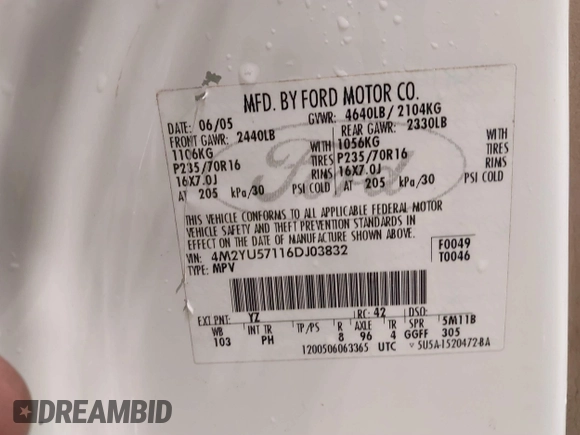 MFD. BY FORD MOTOR CO.
DATE 06/05 GVWR: 4640LB/ 2104KG
FRONT GAWR: 2440LB REAR GAWR: 2330LB
1106KG WITH 1056KG WITH
P235/70R16 TIRES P235/70R16 TIRES
16X7.0J RIMS 16X7.0J RIMS
AT 205 kPa/30 PSI COLD AT 205 kPa/30 PSI COLD
Ford
THIS VEHICLE CONFORMS TO ALL APPLICABLE FEDERAL MOTOR
VEHICLE SAFETY AND THEFT PREVENTION STANDARDS IN
EFFECT ON THE DATE OF MANUFACTURE SHOWN ABOVE.
VIN: 4M2YU57116DJ03832 F0049
TYPE: MPV T0046
EXT PNT: YZ RC: 42 DSO:
WB INT TR TP/PS R AXLE TR SPR 5M11B
103 PH 8 96 4 GGFF 305
1200506063365 UTC V5U5A-1520472-BA
DREAMBID